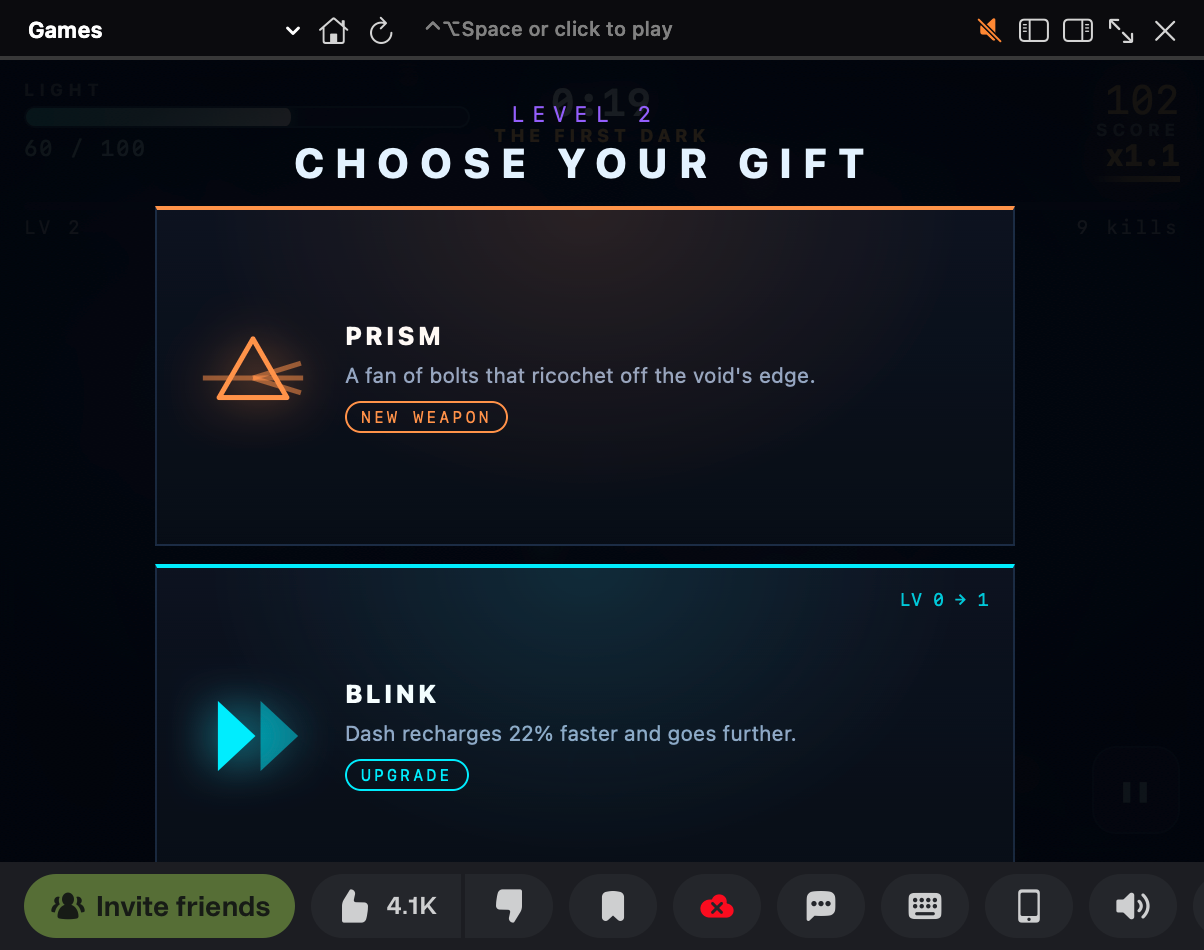 Games
^⌥Space or click to play
LIGHT
60 / 100
0:19
THE FIRST DARK
102
SCORE
x1.1
LV 2
9 kills
LEVEL 2
CHOOSE YOUR GIFT
PRISM
A fan of bolts that ricochet off the void's edge.
NEW WEAPON
LV 0 → 1
BLINK
Dash recharges 22% faster and goes further.
UPGRADE
Invite friends
4.1K